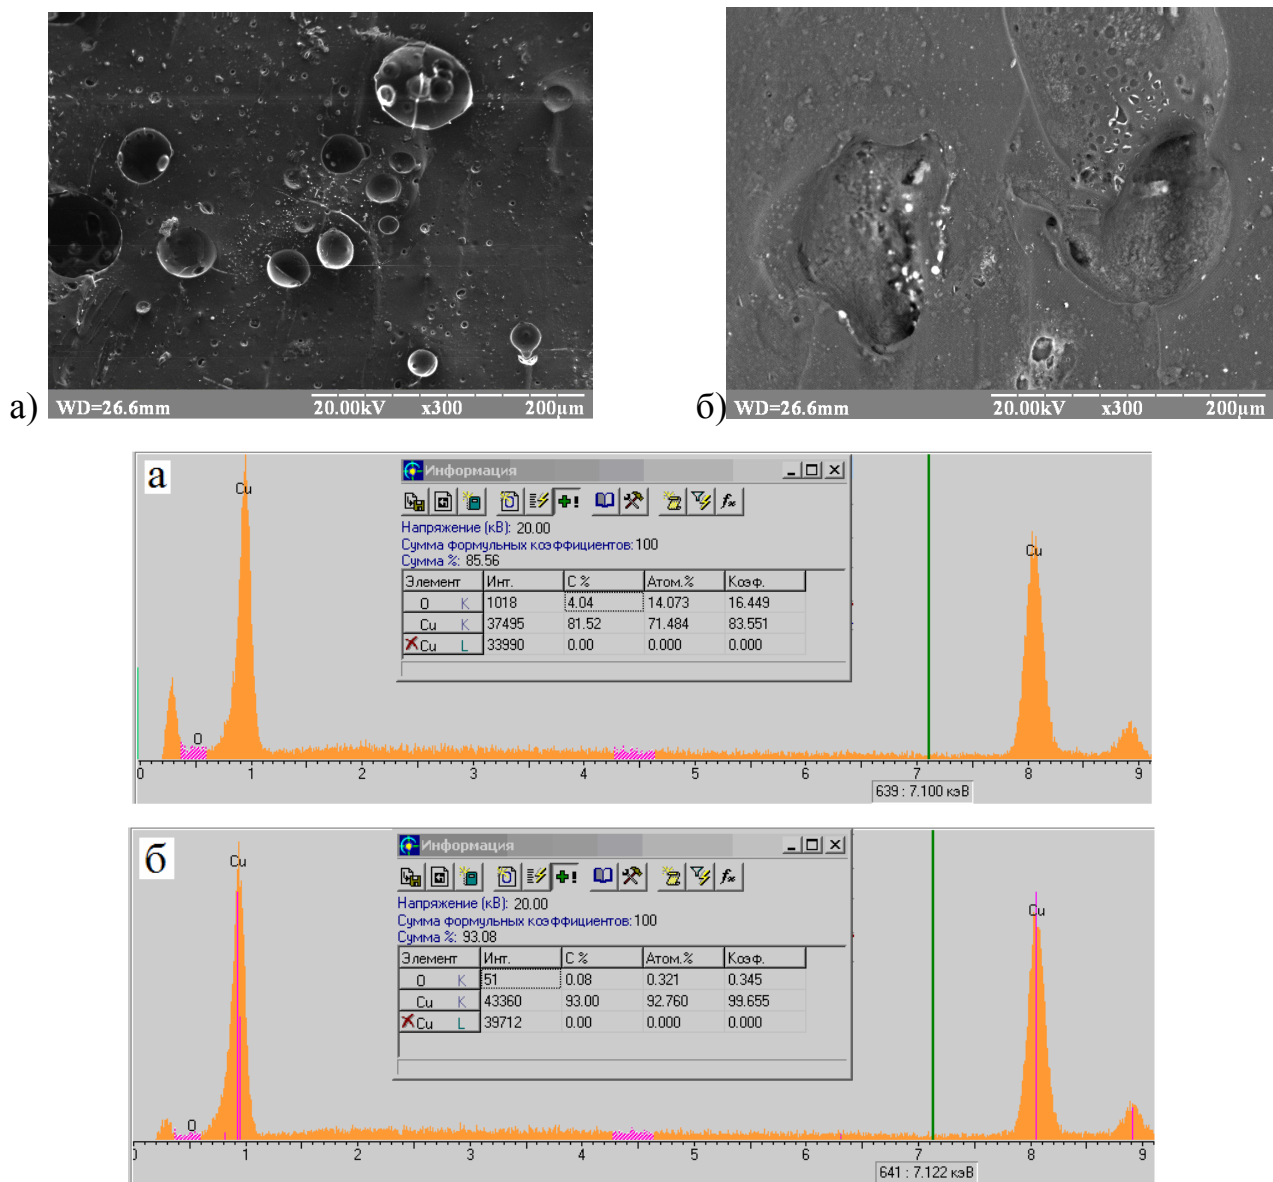 WD=26.6mm 20.00kV x300 200µm
а)
WD=26.6mm 20.00kV x300 200µm
б)
а
Cu
Информация
Напряжение (кВ): 20.00
Сумма формульных коэффициентов: 100
Сумма %: 85.56
Элемент Инт. C % Атом.% Коэф.
O K 1018 4.04 14.073 16.449
Cu K 37495 81.52 71.484 83.551
Cu L 33990 0.00 0.000 0.000
Cu
O
0 1 2 3 4 5 6 7 8 9
639 : 7.100 кэВ
б
Cu
Информация
Напряжение (кВ): 20.00
Сумма формульных коэффициентов: 100
Сумма %: 93.08
Элемент Инт. C % Атом.% Коэф.
O K 51 0.08 0.321 0.345
Cu K 43360 93.00 92.760 99.655
Cu L 39712 0.00 0.000 0.000
Cu
O
0 1 2 3 4 5 6 7 8 9
641 : 7.122 кэВ